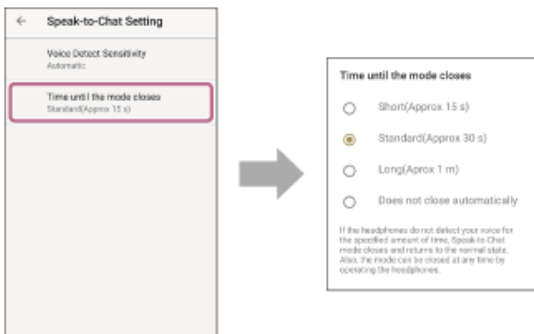 Speak-to-Chat Setting
Voice Detect Sensitivity
Automatic
Time until the mode closes
Standard(Approx 15 s)
Time until the mode closes
Short(Approx 15 s)
Standard(Approx 30 s)
Long(Aprox 1 m)
Does not close automatically
If the headphones do not detect your voice for
the specified amount of time, Speak-to-Chat
mode closes and returns to the normal state.
Also, the mode can be closed at any time by
operating the headphones.